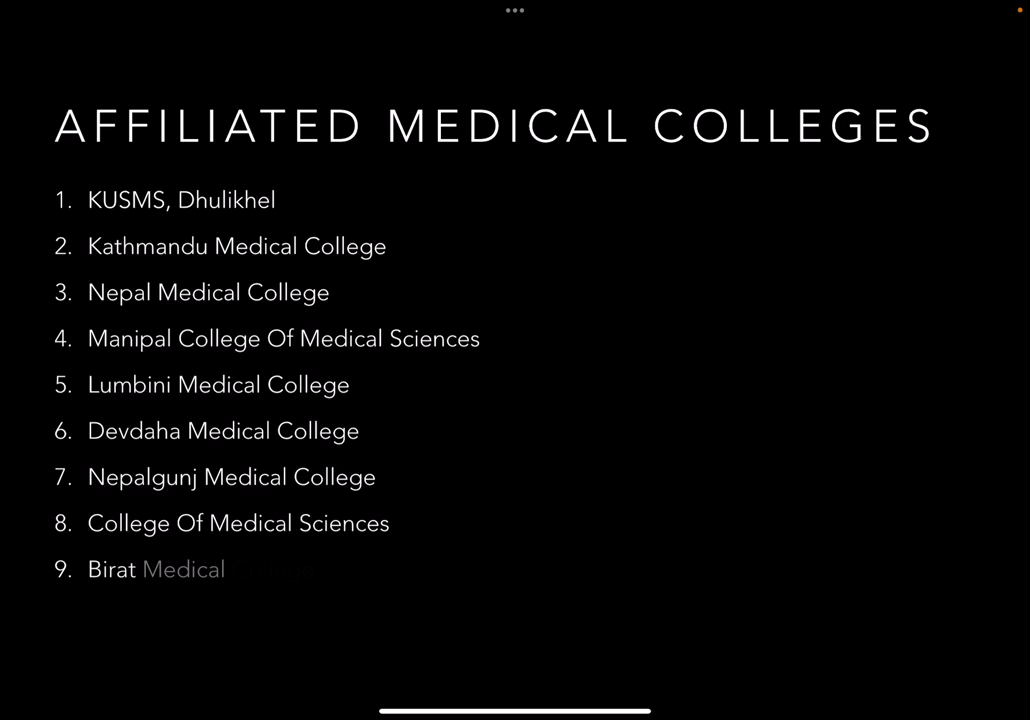 AFFILIATED MEDICAL COLLEGES
1. KUSMS, Dhulikhel
2. Kathmandu Medical College
3. Nepal Medical College
4. Manipal College Of Medical Sciences
5. Lumbini Medical College
6. Devdaha Medical College
7. Nepalgunj Medical College
8. College Of Medical Sciences
9. Birat Medical College